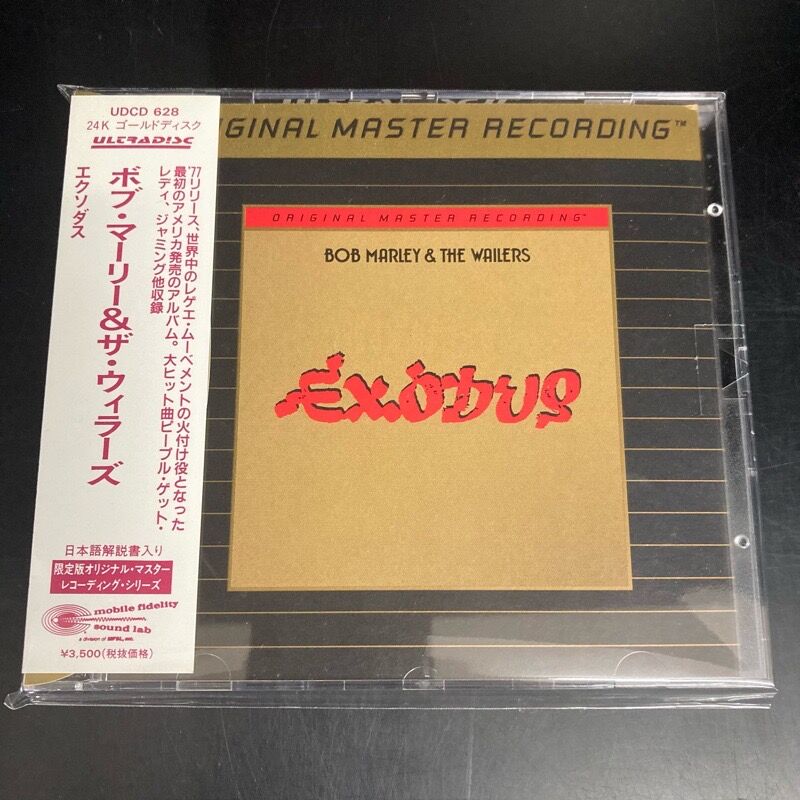 UDCD 628
24K ゴールドディスク
ULTRADISC
ボブ・マーリー&ザ・ウィラーズ
エクソダス
'77リリース、世界中のレゲエ・ムーベメントの火付け役となった
最初のアメリカ発売のアルバム。大ヒット曲ピープル・ゲット・
レディ、ジャミング他収録
日本語解説書入り
限定版オリジナル・マスター
レコーディング・シリーズ
mobile fidelity
sound lab
a division of MFSL, inc.
¥3,500(税抜価格)
IGINAL MASTER RECORDING™
ORIGINAL MASTER RECORDING™
BOB MARLEY & THE WAILERS
EXODUS